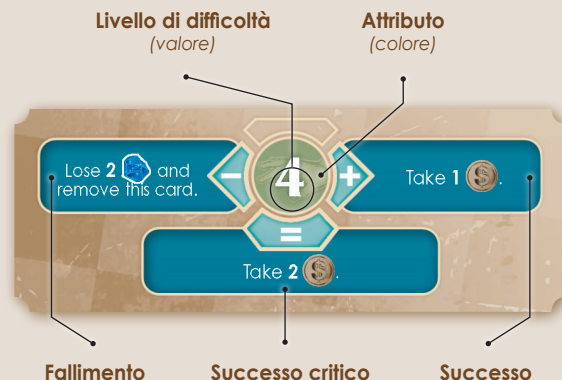 Livello di difficoltà
(valore)
Attributo
(colore)
Lose 2 and
remove this card.
−
4
+
Take 1 $.
=
Take 2 $.
Fallimento
Successo critico
Successo